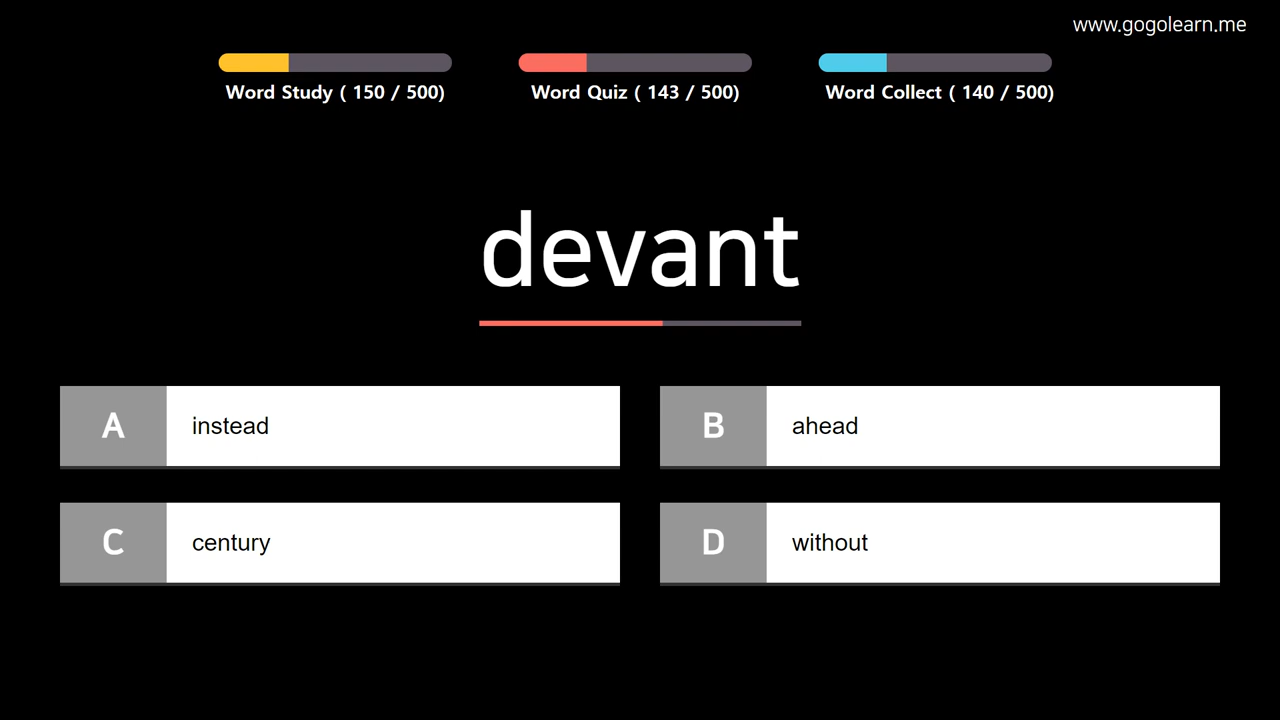 www.gogolearn.me
Word Study ( 150 / 500)
Word Quiz ( 143 / 500)
Word Collect ( 140 / 500)
devant
A instead
B ahead
C century
D without